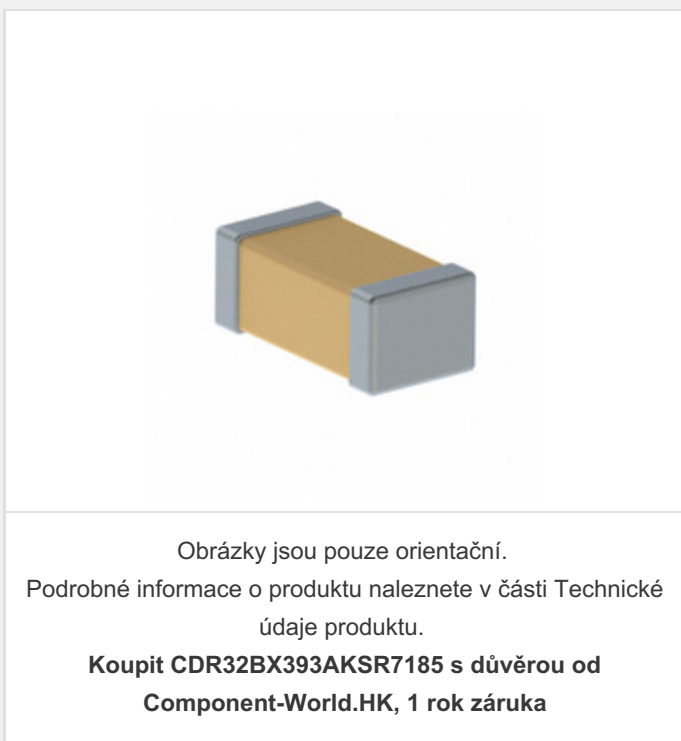 Obrázky jsou pouze orientační.
Podrobné informace o produktu naleznete v části Technické
údaje produktu.
Koupit CDR32BX393AKSR7185 s důvěrou od
Component-World.HK, 1 rok záruka